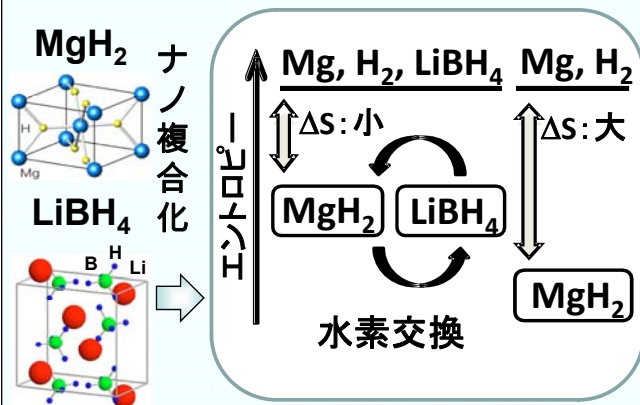 MgH₂
H
Mg
LiBH₄
B
H
Li
ナノ複合化
エントロピー
Mg, H₂, LiBH₄
Mg, H₂
ΔS：小
ΔS：大
MgH₂
LiBH₄
MgH₂
水素交換